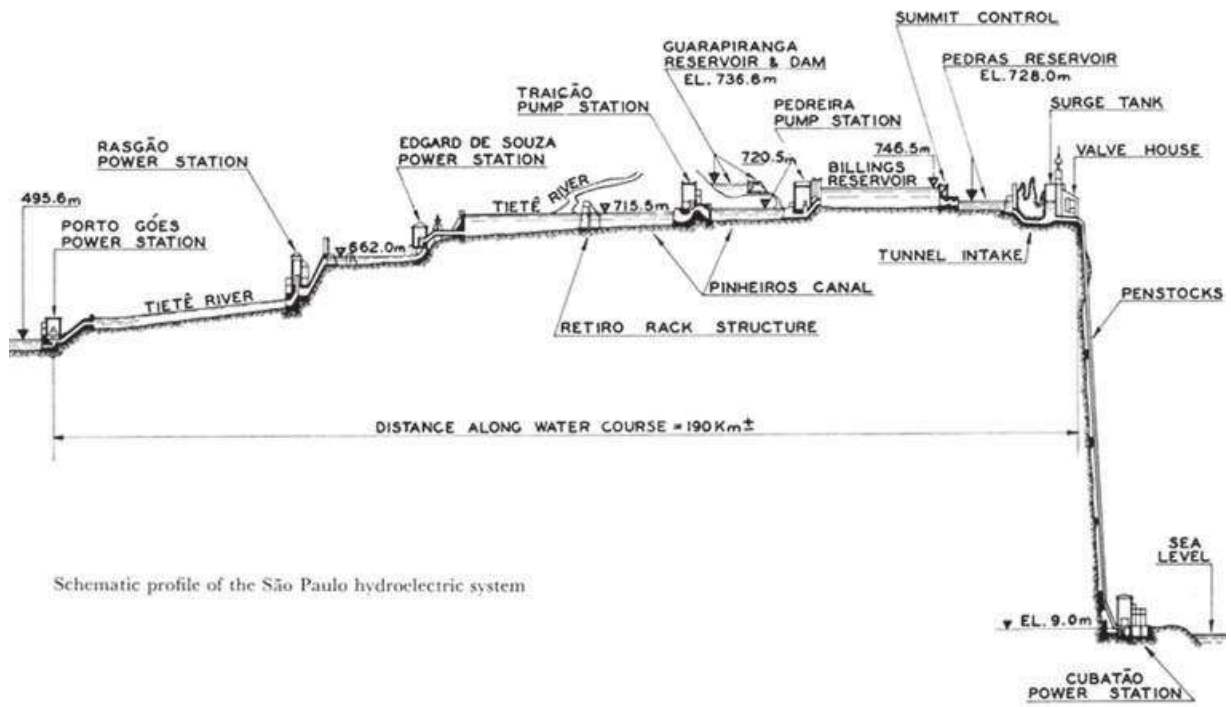 SUMMIT CONTROL
GUARAPIRANGA
RESERVOIR & DAM
EL. 736.6m
PEDRAS RESERVOIR
EL. 728.0m
TRAICÃO
PUMP STATION
PEDREIRA
PUMP STATION
SURGE TANK
RASGÃO
POWER STATION
EDGARD DE SOUZA
POWER STATION
720.5m
746.5m
VALVE HOUSE
BILLINGS
RESERVOIR
495.6m
TIETÊ RIVER
715.5m
PORTO GÓES
POWER STATION
662.0m
TUNNEL INTAKE
PINHEIROS CANAL
PENSTOCKS
TIETÊ RIVER
RETIRO RACK STRUCTURE
DISTANCE ALONG WATER COURSE = 190 Km ±
SEA
LEVEL
Schematic profile of the São Paulo hydroelectric system
EL. 9.0m
CUBATÃO
POWER STATION